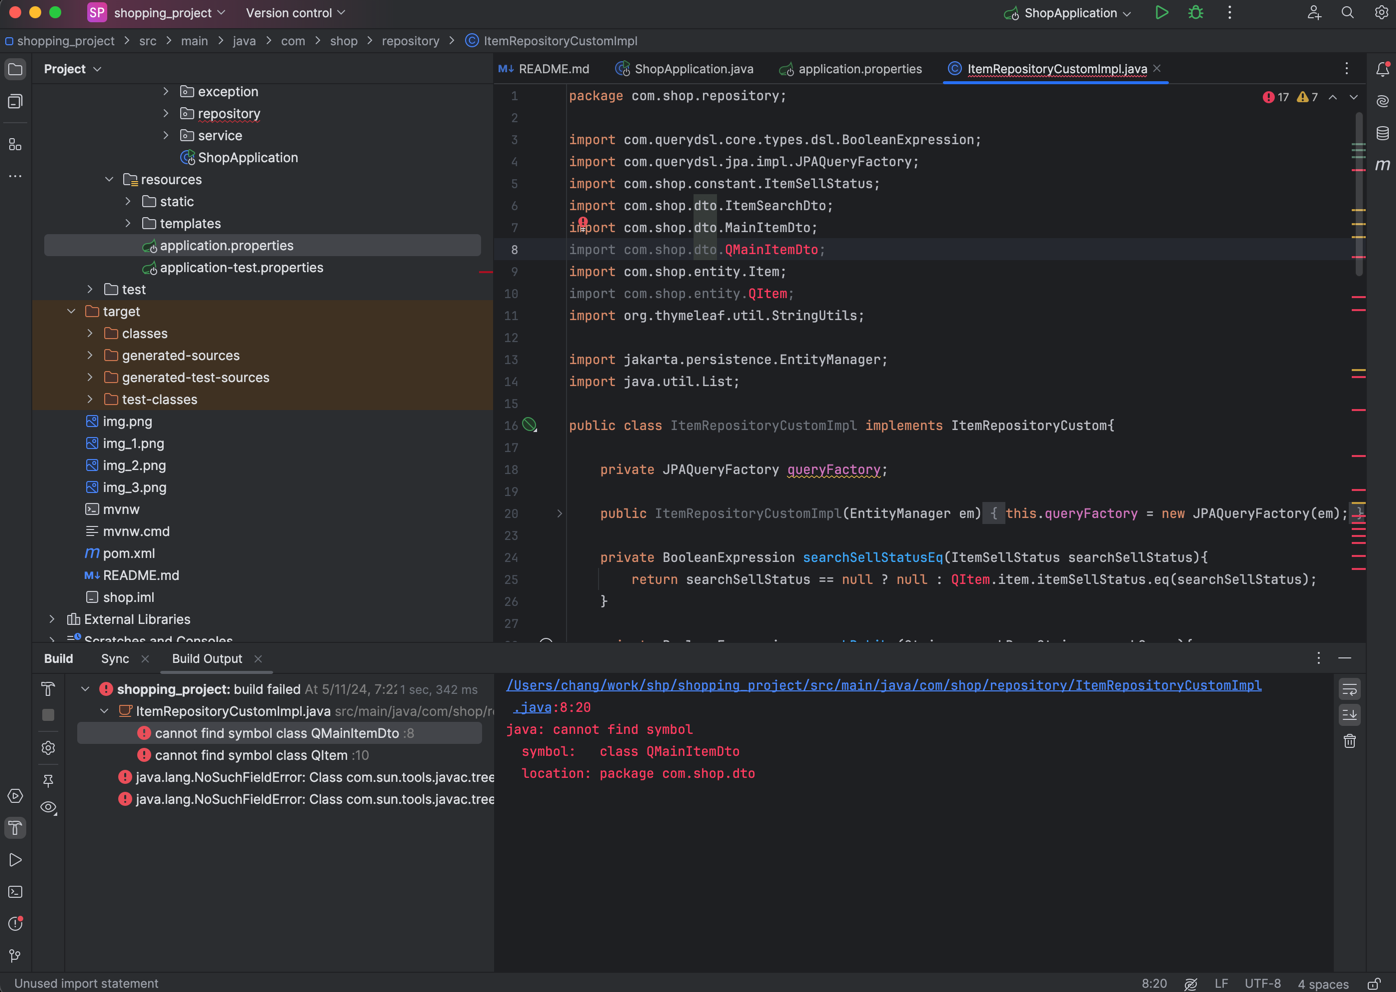 SP shopping_project Version control ShopApplication
shopping_project src main java com shop repository ItemRepositoryCustomImpl
Project
exception
repository
service
ShopApplication
resources
static
templates
application.properties
application-test.properties
test
target
classes
generated-sources
generated-test-sources
test-classes
img.png
img_1.png
img_2.png
img_3.png
mvnw
mvnw.cmd
pom.xml
README.md
shop.iml
External Libraries
Scratches and Consoles
README.md ShopApplication.java application.properties ItemRepositoryCustomImpl.java
17 7
1 package com.shop.repository;
2
3 import com.querydsl.core.types.dsl.BooleanExpression;
4 import com.querydsl.jpa.impl.JPAQueryFactory;
5 import com.shop.constant.ItemSellStatus;
6 import com.shop.dto.ItemSearchDto;
7 import com.shop.dto.MainItemDto;
8 import com.shop.dto.QMainItemDto;
9 import com.shop.entity.Item;
10 import com.shop.entity.QItem;
11 import org.thymeleaf.util.StringUtils;
12
13 import jakarta.persistence.EntityManager;
14 import java.util.List;
15
16 public class ItemRepositoryCustomImpl implements ItemRepositoryCustom{
17
18 private JPAQueryFactory queryFactory;
19
20 public ItemRepositoryCustomImpl(EntityManager em) { this.queryFactory = new JPAQueryFactory(em); }
23
24 private BooleanExpression searchSellStatusEq(ItemSellStatus searchSellStatus){
25 return searchSellStatus == null ? null : QItem.item.itemSellStatus.eq(searchSellStatus);
26 }
27
Build Sync Build Output
shopping_project: build failed At 5/11/24, 7:22 1 sec, 342 ms
ItemRepositoryCustomImpl.java src/main/java/com/shop/re
cannot find symbol class QMainItemDto :8
cannot find symbol class QItem :10
java.lang.NoSuchFieldError: Class com.sun.tools.javac.tree
java.lang.NoSuchFieldError: Class com.sun.tools.javac.tree
/Users/chang/work/shp/shopping_project/src/main/java/com/shop/repository/ItemRepositoryCustomImpl
.java:8:20
java: cannot find symbol
symbol: class QMainItemDto
location: package com.shop.dto
Unused import statement 8:20 LF UTF-8 4 spaces